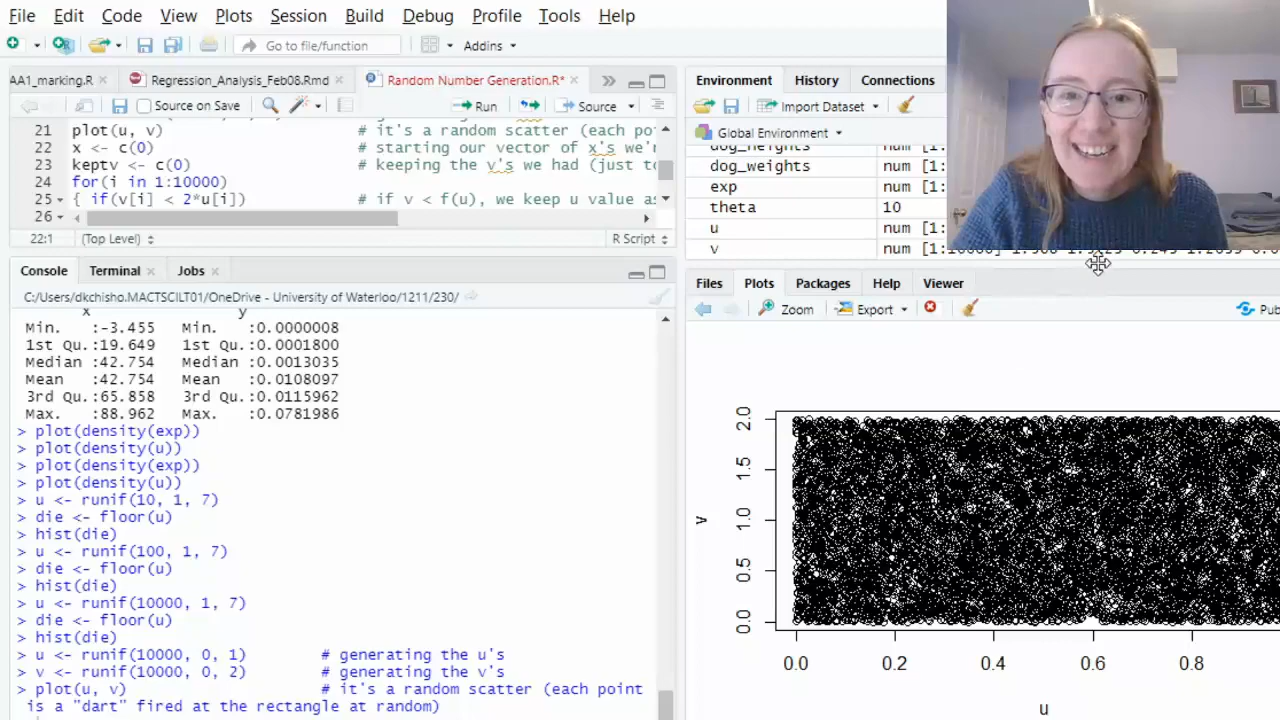 File Edit Code View Plots Session Build Debug Profile Tools Help
Go to file/function Addins
AA1_marking.R Regression_Analysis_Feb08.Rmd Random Number Generation.R*
Source on Save Run Source
21 plot(u, v) # it's a random scatter (each
22 x <- c(0) # starting our vector of x's
23 keptv <- c(0) # keeping the v's we had (just
24 for(i in 1:10000)
25 { if(v[i] < 2*u[i]) # if v < f(u), we keep u value
26
22:1 (Top Level) R Script
Console Terminal Jobs
C:/Users/dkchisho.MACTSCILT01/OneDrive - University of Waterloo/1211/230/
x y
Min. :-3.455 Min. :0.0000008
1st Qu.:19.649 1st Qu.:0.0001800
Median :42.754 Median :0.0013035
Mean :42.754 Mean :0.0108097
3rd Qu.:65.858 3rd Qu.:0.0115962
Max. :88.962 Max. :0.0781986
> plot(density(exp))
> plot(density(u))
> plot(density(exp))
> plot(density(u))
> u <- runif(10, 1, 7)
> die <- floor(u)
> hist(die)
> u <- runif(100, 1, 7)
> die <- floor(u)
> hist(die)
> u <- runif(10000, 1, 7)
> die <- floor(u)
> hist(die)
> u <- runif(10000, 0, 1) # generating the u's
> v <- runif(10000, 0, 2) # generating the v's
> plot(u, v) # it's a random scatter (each point
is a "dart" fired at the rectangle at random)
Environment History Connections
Import Dataset
Global Environment
dog_heights num [1:
dog_weights num [1:
exp num [1:
theta 10
u num [1:
v num
Files Plots Packages Help Viewer
Zoom Export
2.0
1.5
v
1.0
0.5
0.0
0.0 0.2 0.4 0.6 0.8
u